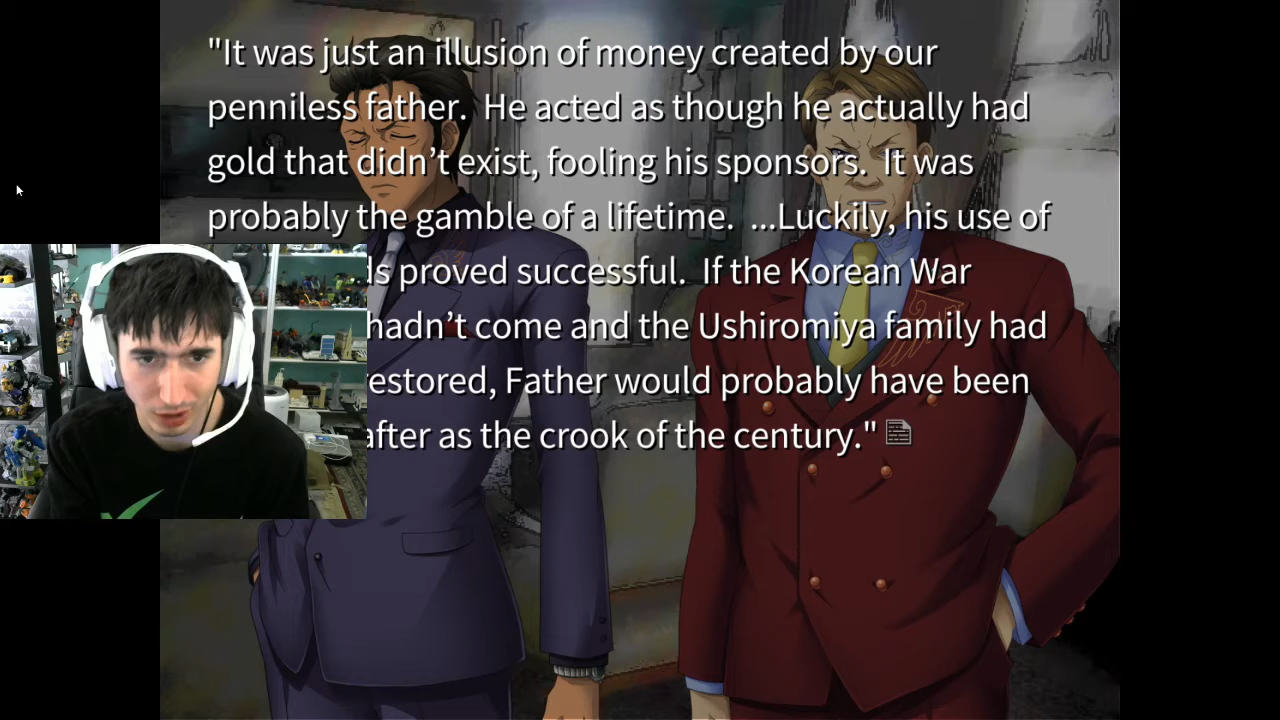 "It was just an illusion of money created by our
penniless father.  He acted as though he actually had
gold that didn’t exist, fooling his sponsors.  It was
probably the gamble of a lifetime.  ...Luckily, his use of
proved successful.  If the Korean War
hadn’t come and the Ushiromiya family had
restored, Father would probably have been
after as the crook of the century."